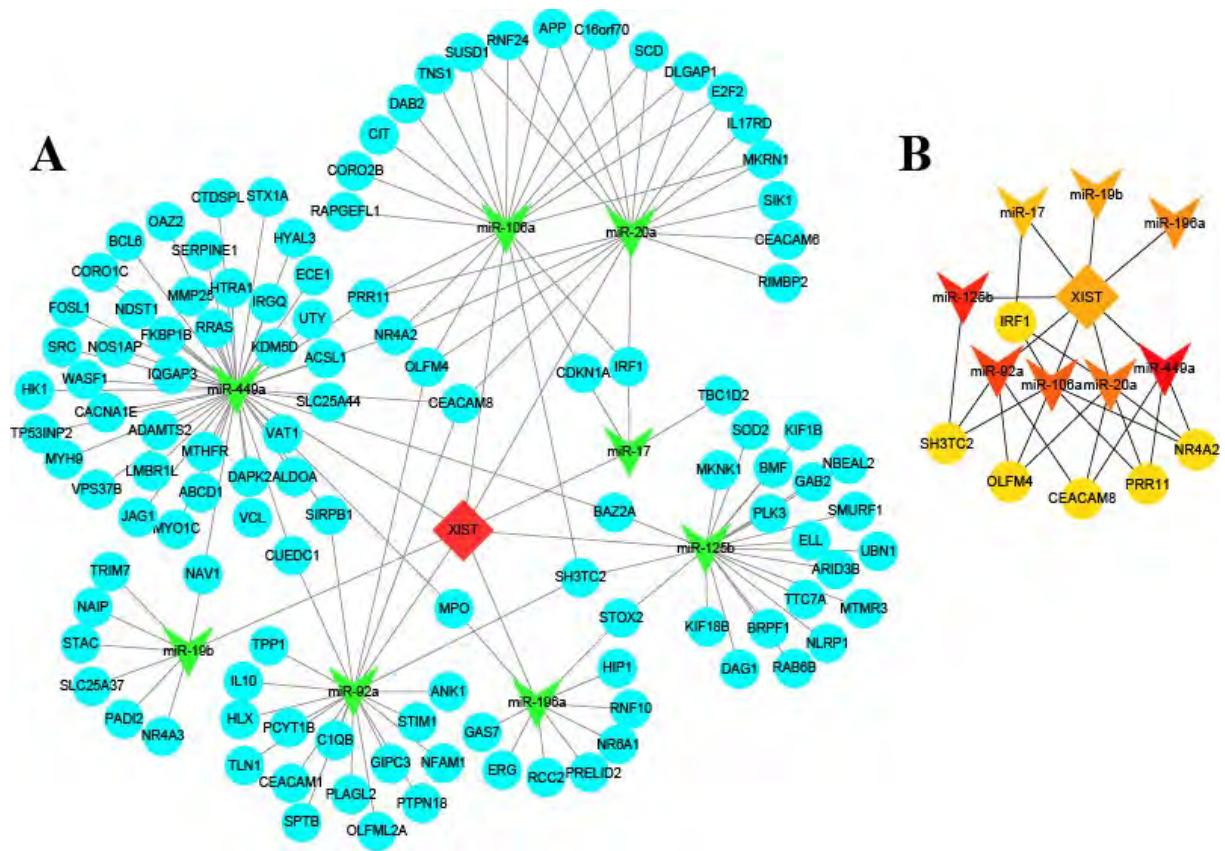 A
B
APP
C16orf70
RNF24
SUSD1
SCD
TNS1
DLGAP1
DAB2
E2F2
CIT
IL17RD
CORO2B
MKRN1
RAPGEFL1
SIK1
miR-106a
miR-20a
CEACAM6
RIMBP2
CTDSPL
STX1A
OAZ2
HYAL3
BCL6
SERPINE1
ECE1
CORO1C
HTRA1
MMP25
IRGQ
PRR11
FOSL1
NDST1
UTY
FKBP1B
RRAS
NR4A2
SRC
NOS1AP
KDM5D
ACSL1
OLFM4
IRF1
WASF1
IQGAP3
CDKN1A
HK1
miR-449a
SLC25A44
CEACAM8
TBC1D2
CACNA1E
TP53INP2
ADAMTS2
VAT1
MYH9
MTHFR
miR-17
SOD2
KIF1B
LMBR1L
DAPK2
ALDOA
MKNK1
BMF
NBEAL2
VPS37B
ABCD1
GAB2
JAG1
SIRPB1
BAZ2A
PLK3
SMURF1
MYO1C
VCL
XIST
ELL
CUEDC1
miR-125b
UBN1
TRIM7
NAV1
SH3TC2
ARID3B
NAIP
MPO
TTC7A
MTMR3
STAC
STOX2
KIF18B
BRPF1
NLRP1
miR-19b
TPP1
DAG1
RAB6B
SLC25A37
IL10
miR-92a
ANK1
HIP1
PADI2
HLX
PCYT1B
STIM1
miR-196a
RNF10
NR4A3
C1QB
GAS7
NR6A1
TLN1
GIPC3
NFAM1
ERG
RCC2
PRELID2
CEACAM1
PLAGL2
PTPN18
SPTB
OLFML2A
miR-19b
miR-17
miR-196a
miR-125b
XIST
IRF1
miR-92a
miR-106a
miR-20a
miR-449a
SH3TC2
NR4A2
OLFM4
CEACAM8
PRR11